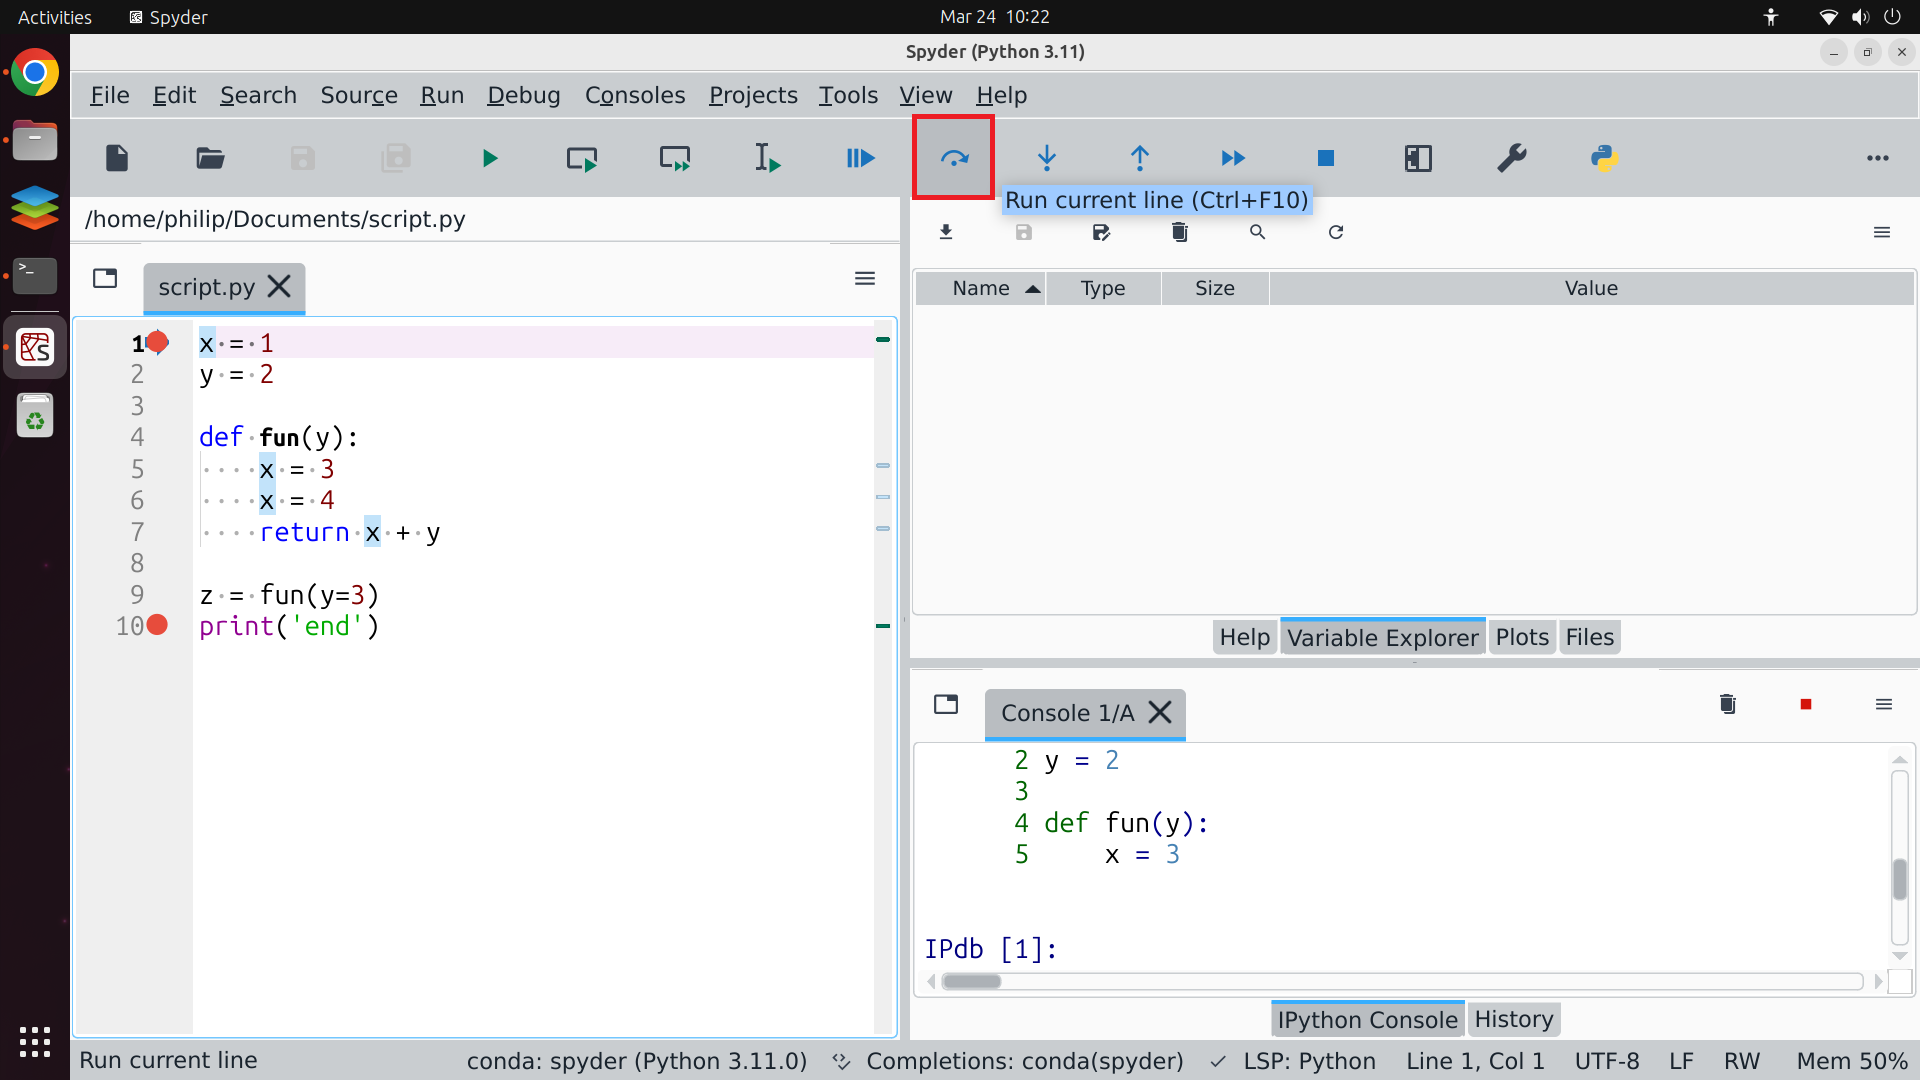 Activities Spyder Mar 24 10:22
Spyder (Python 3.11)
File Edit Search Source Run Debug Consoles Projects Tools View Help
Run current line (Ctrl+F10)
/home/philip/Documents/script.py
script.py
1 x = 1
2 y = 2
3
4 def fun(y):
5 x = 3
6 x = 4
7 return x + y
8
9 z = fun(y=3)
10 print('end')
Name Type Size Value
Help Variable Explorer Plots Files
Console 1/A
2 y = 2
3
4 def fun(y):
5 x = 3
IPdb [1]:
IPython Console History
Run current line conda: spyder (Python 3.11.0) Completions: conda(spyder) LSP: Python Line 1, Col 1 UTF-8 LF RW Mem 50%